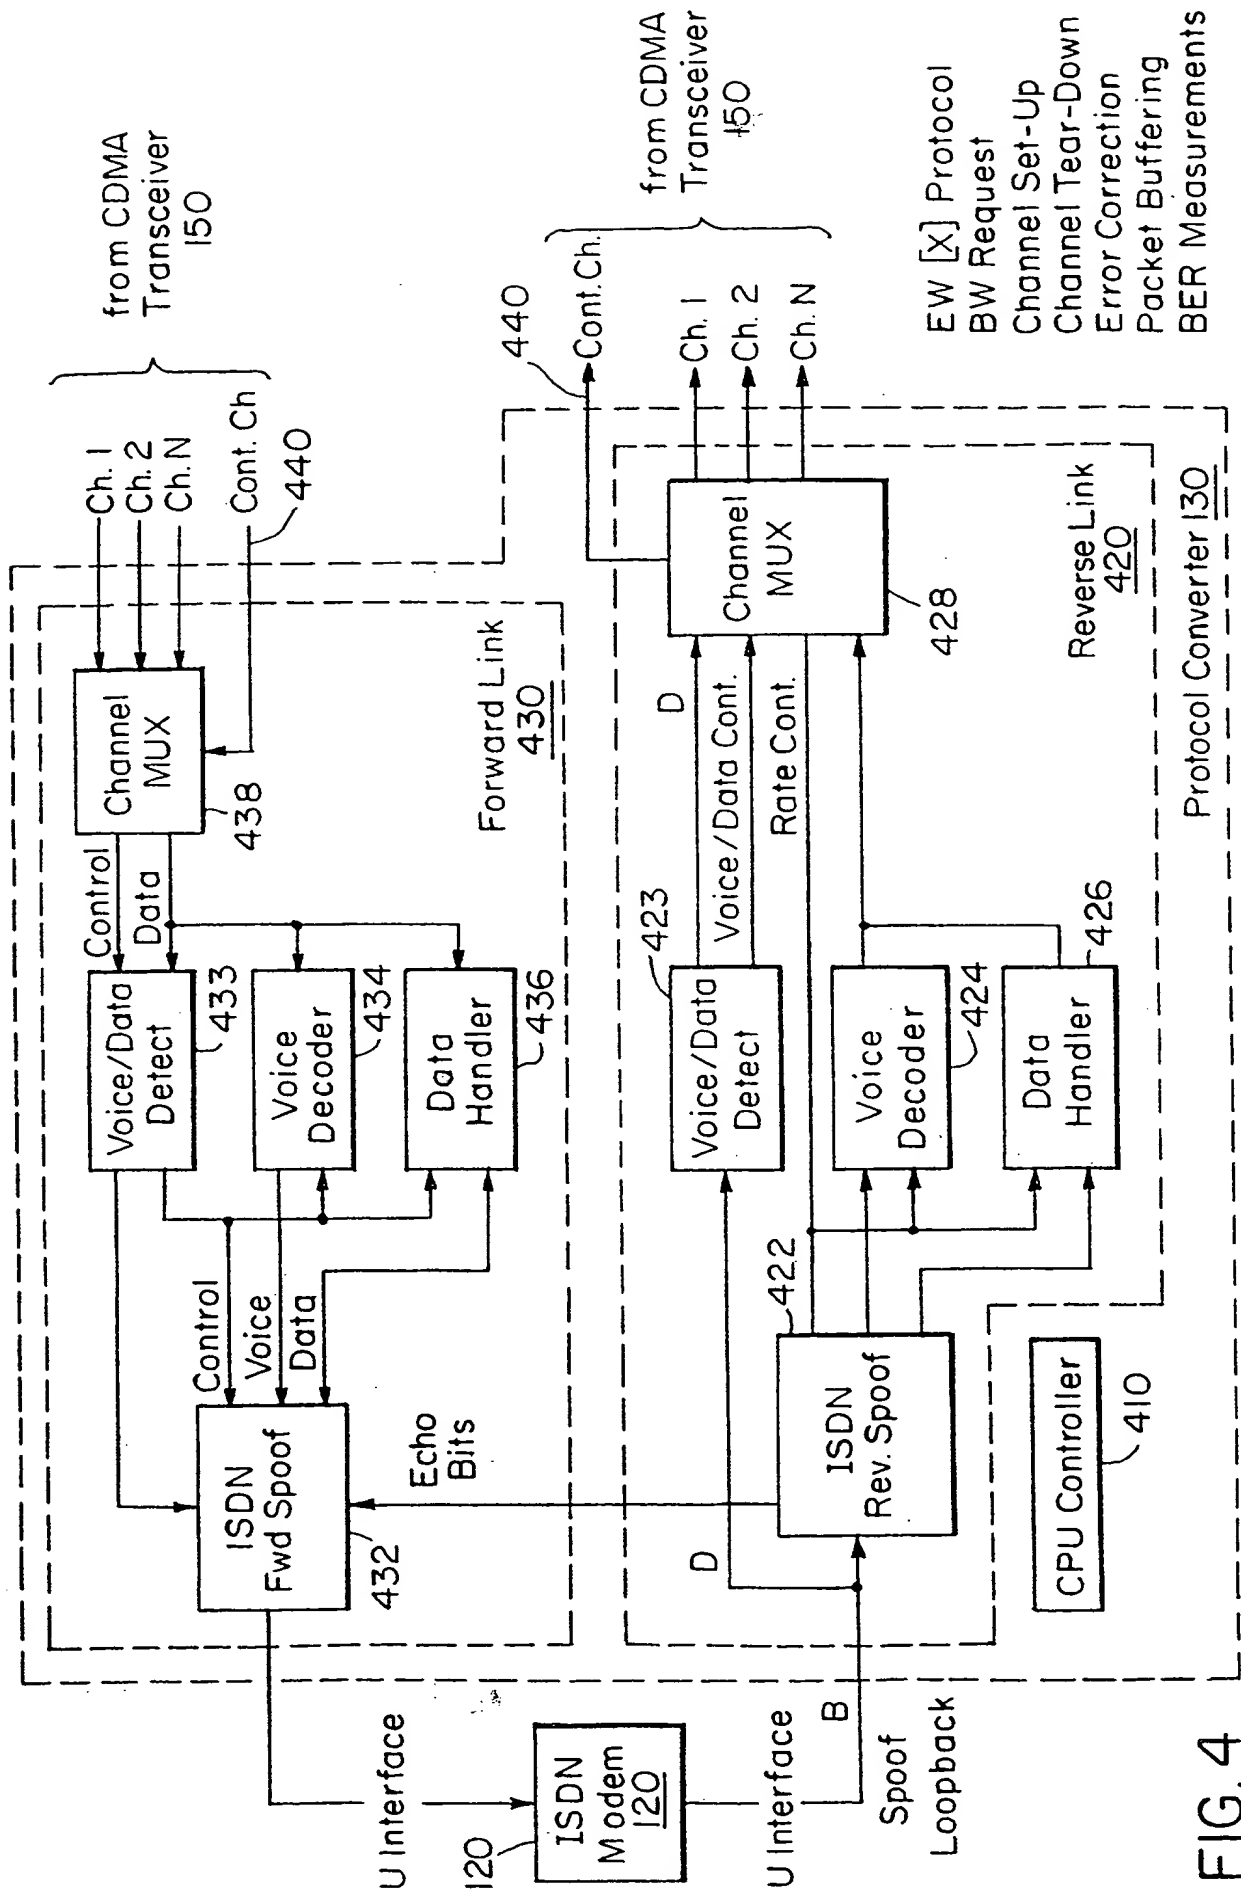 from CDMA
Transceiver
150
Ch. 1
Ch. 2
Ch. N
Cont. Ch
440
Channel
MUX
438
Control
Data
Voice/Data
Detect
433
Voice
Decoder
434
Data
Handler
436
Forward Link
430
Control
Voice
Data
ISDN
Fwd Spoof
432
Echo
Bits
U Interface
120
ISDN
Modem
120
U Interface
B
Spoof
Loopback
D
ISDN
Rev. Spoof
422
Voice/Data
Detect
423
Voice
Decoder
424
Data
Handler
426
D
Voice/Data Cont.
Rate Cont.
Channel
MUX
428
Reverse Link
420
CPU Controller
410
Protocol Converter 130
440
Cont. Ch.
Ch. 1
Ch. 2
Ch. N
from CDMA
Transceiver
150
EW [X] Protocol
BW Request
Channel Set-Up
Channel Tear-Down
Error Correction
Packet Buffering
BER Measurements
FIG. 4